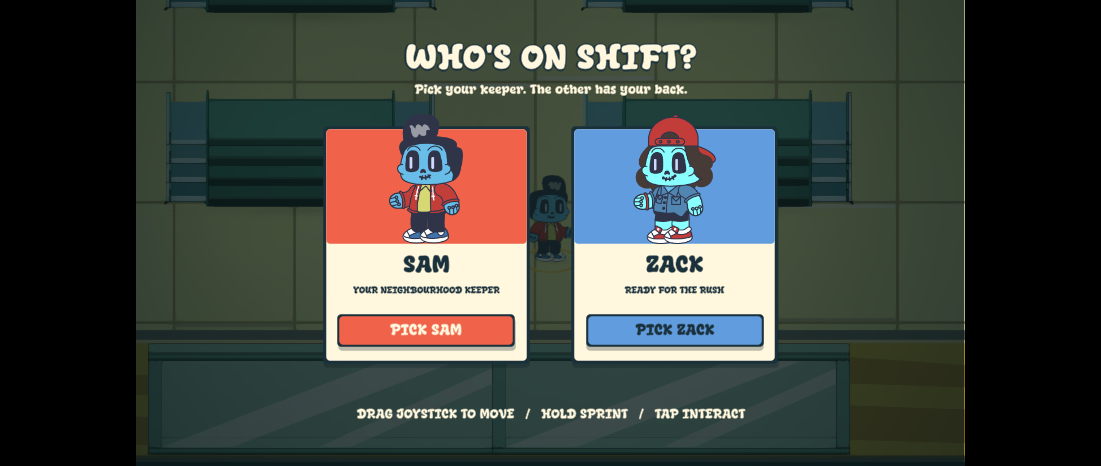 WHO'S ON SHIFT?
Pick your keeper. The other has your back.
W
SAM
YOUR NEIGHBOURHOOD KEEPER
PICK SAM
ZACK
READY FOR THE RUSH
PICK ZACK
DRAG JOYSTICK TO MOVE / HOLD SPRINT / TAP INTERACT